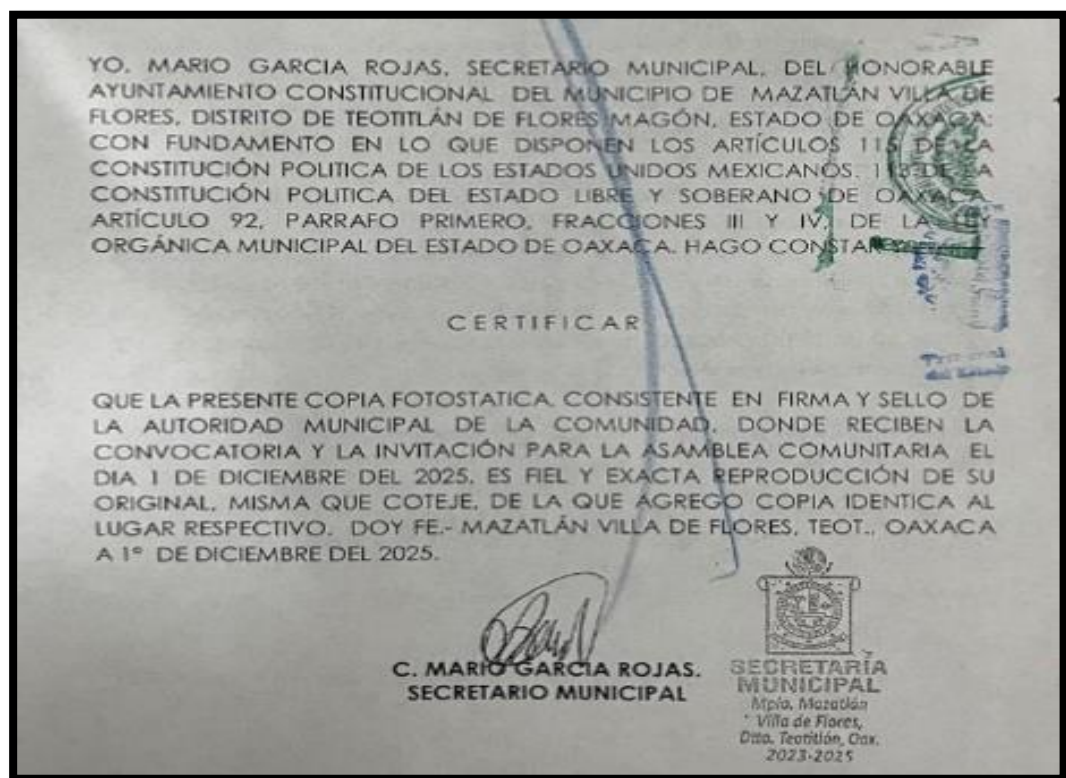 YO, MARIO GARCIA ROJAS, SECRETARIO MUNICIPAL, DEL HONORABLE
AYUNTAMIENTO CONSTITUCIONAL DEL MUNICIPIO DE MAZATLÁN VILLA DE
FLORES, DISTRITO DE TEOTITLÁN DE FLORES MAGÓN, ESTADO DE OAXACA;
CON FUNDAMENTO EN LO QUE DISPONEN LOS ARTÍCULOS 115 DE LA
CONSTITUCIÓN POLITICA DE LOS ESTADOS UNIDOS MEXICANOS, 113 DE LA
CONSTITUCIÓN POLITICA DEL ESTADO LIBRE Y SOBERANO DE OAXACA,
ARTÍCULO 92, PARRAFO PRIMERO, FRACCIONES III Y IV, DE LA LEY
ORGÁNICA MUNICIPAL DEL ESTADO DE OAXACA. HAGO CONSTAR
CERTIFICAR
QUE LA PRESENTE COPIA FOTOSTATICA, CONSISTENTE EN FIRMA Y SELLO DE
LA AUTORIDAD MUNICIPAL DE LA COMUNIDAD, DONDE RECIBEN LA
CONVOCATORIA Y LA INVITACIÓN PARA LA ASAMBLEA COMUNITARIA EL
DIA 1 DE DICIEMBRE DEL 2025, ES FIEL Y EXACTA REPRODUCCIÓN DE SU
ORIGINAL, MISMA QUE COTEJE, DE LA QUE AGREGO COPIA IDENTICA AL
LUGAR RESPECTIVO. DOY FE.- MAZATLÁN VILLA DE FLORES, TEOT., OAXACA
A 1° DE DICIEMBRE DEL 2025.
C. MARIO GARCIA ROJAS.
SECRETARIO MUNICIPAL
SECRETARÍA
MUNICIPAL
Mpio. Mazatlán
Villa de Flores,
Dtto. Teotitlán, Oax.
2023-2025